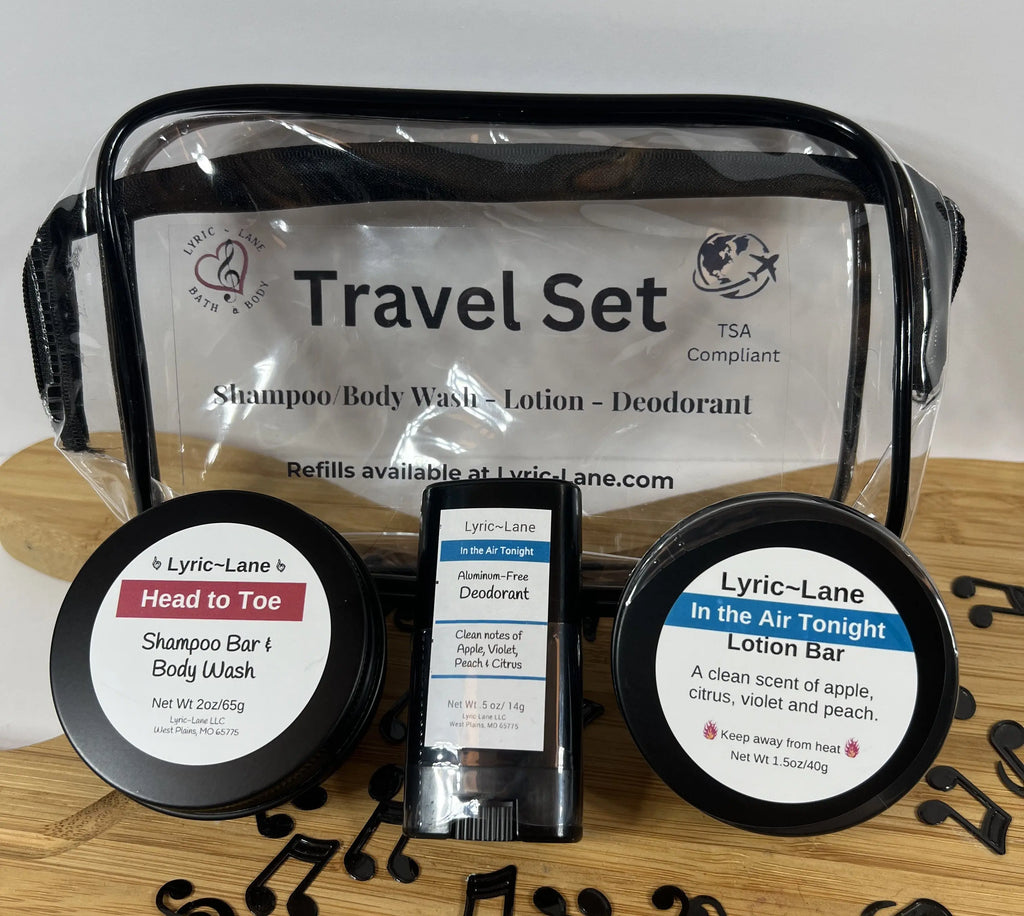 LYRIC ~ LANE
BATH & BODY
Travel Set
TSA
Compliant
Shampoo/Body Wash - Lotion - Deodorant
Refills available at Lyric-Lane.com
Lyric~Lane
Head to Toe
Shampoo Bar &
Body Wash
Net Wt 2oz/65g
Lyric-Lane LLC
West Plains, MO 65775
Lyric~Lane
In the Air Tonight
Aluminum-Free
Deodorant
Clean notes of
Apple, Violet,
Peach & Citrus
Net Wt .5 oz/ 14g
Lyric Lane LLC
West Plains, MO 65775
Lyric~Lane
In the Air Tonight
Lotion Bar
A clean scent of apple,
citrus, violet and peach.
🔥Keep away from heat🔥
Net Wt 1.5oz/40g